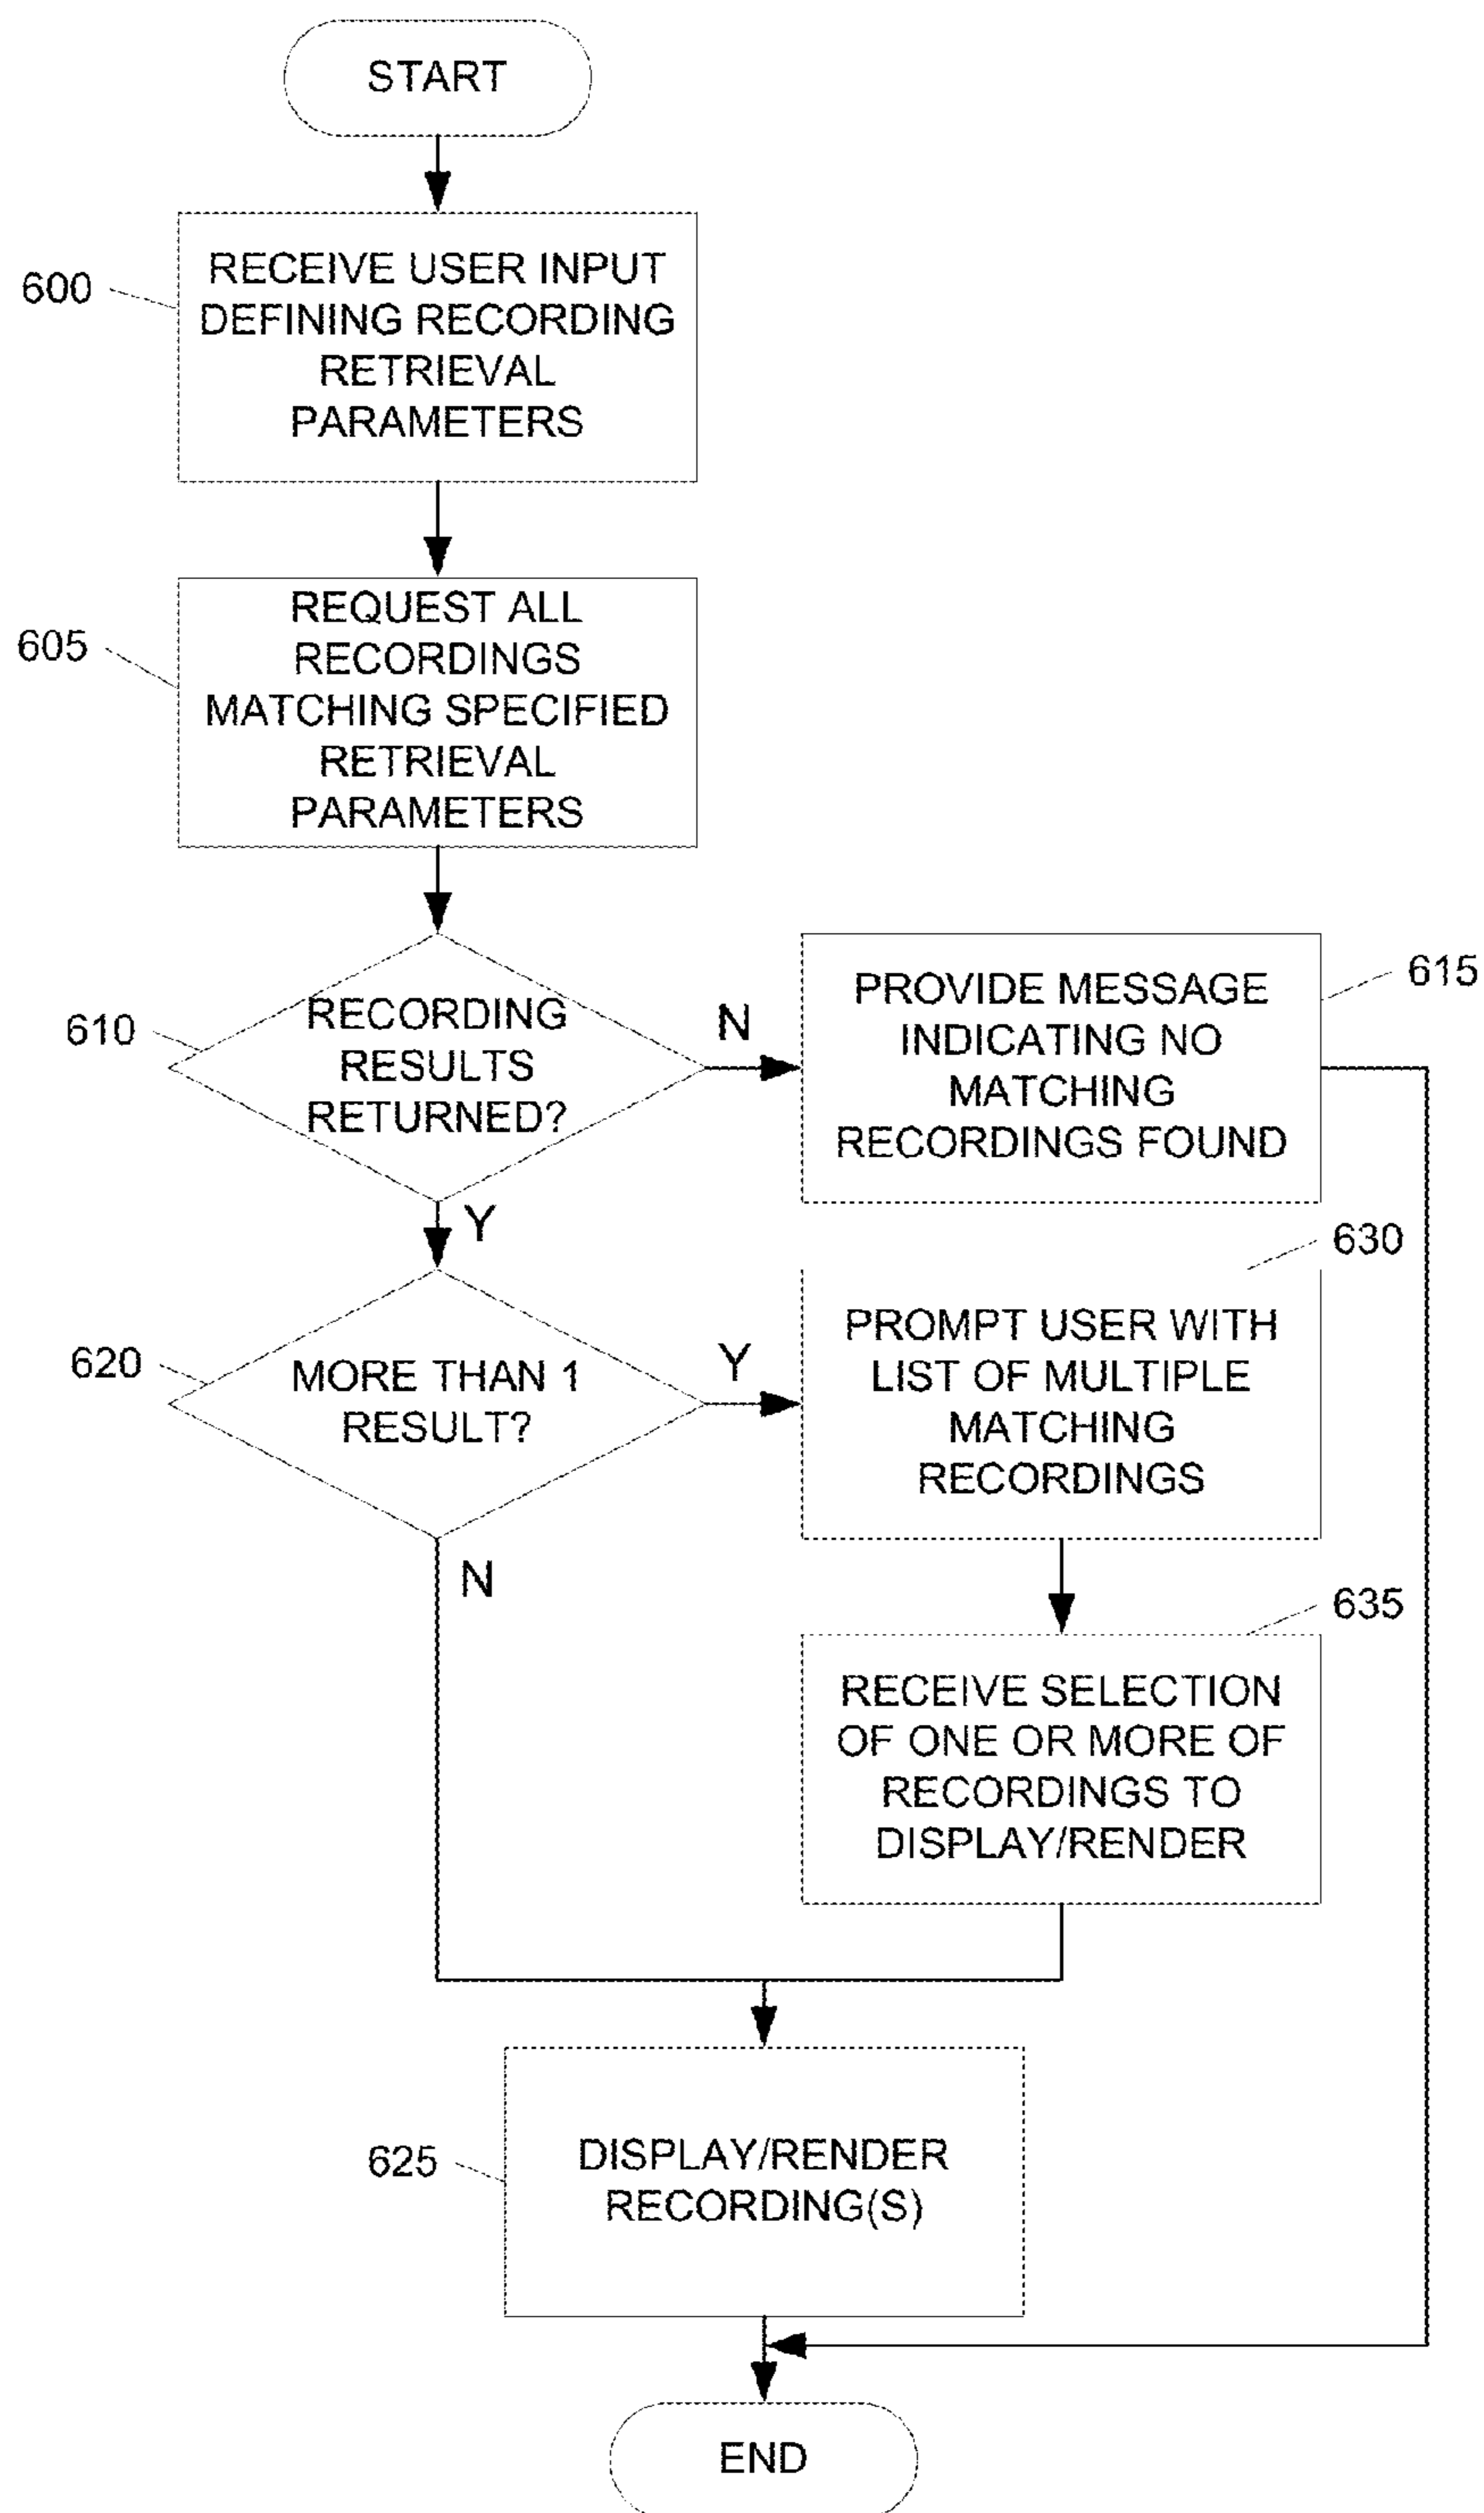 START
600
RECEIVE USER INPUT
DEFINING RECORDING
RETRIEVAL
PARAMETERS
605
REQUEST ALL
RECORDINGS
MATCHING SPECIFIED
RETRIEVAL
PARAMETERS
610
RECORDING
RESULTS
RETURNED?
N
Y
PROVIDE MESSAGE
INDICATING NO
MATCHING
RECORDINGS FOUND
615
620
MORE THAN 1
RESULT?
Y
N
630
PROMPT USER WITH
LIST OF MULTIPLE
MATCHING
RECORDINGS
635
RECEIVE SELECTION
OF ONE OR MORE OF
RECORDINGS TO
DISPLAY/RENDER
625
DISPLAY/RENDER
RECORDING(S)
END